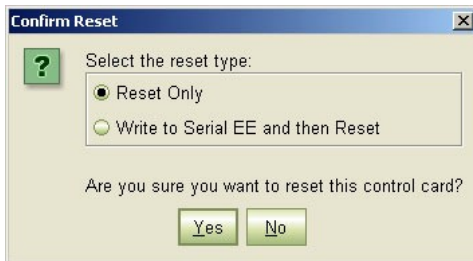 Confirm Reset
Select the reset type:
Reset Only
Write to Serial EE and then Reset
Are you sure you want to reset this control card?
Yes No